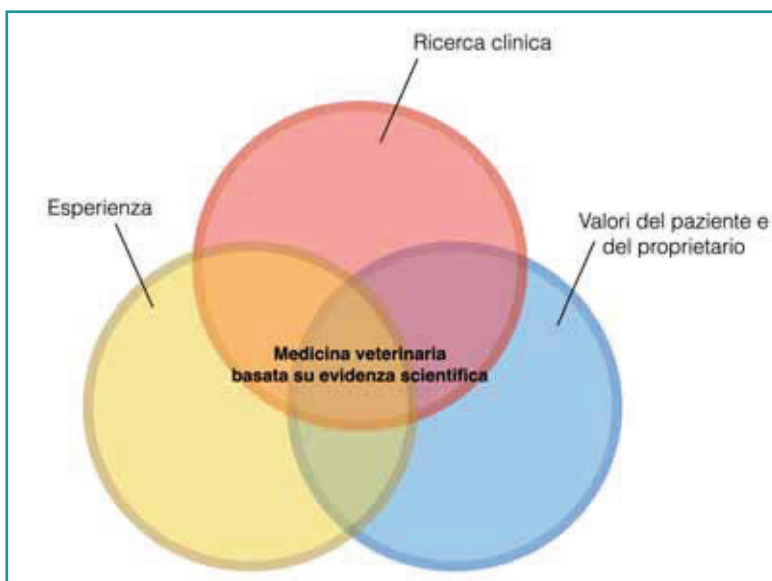 Ricerca clinica
Esperienza
Valori del paziente e
del proprietario
Medicina veterinaria
basata su evidenza scientifica